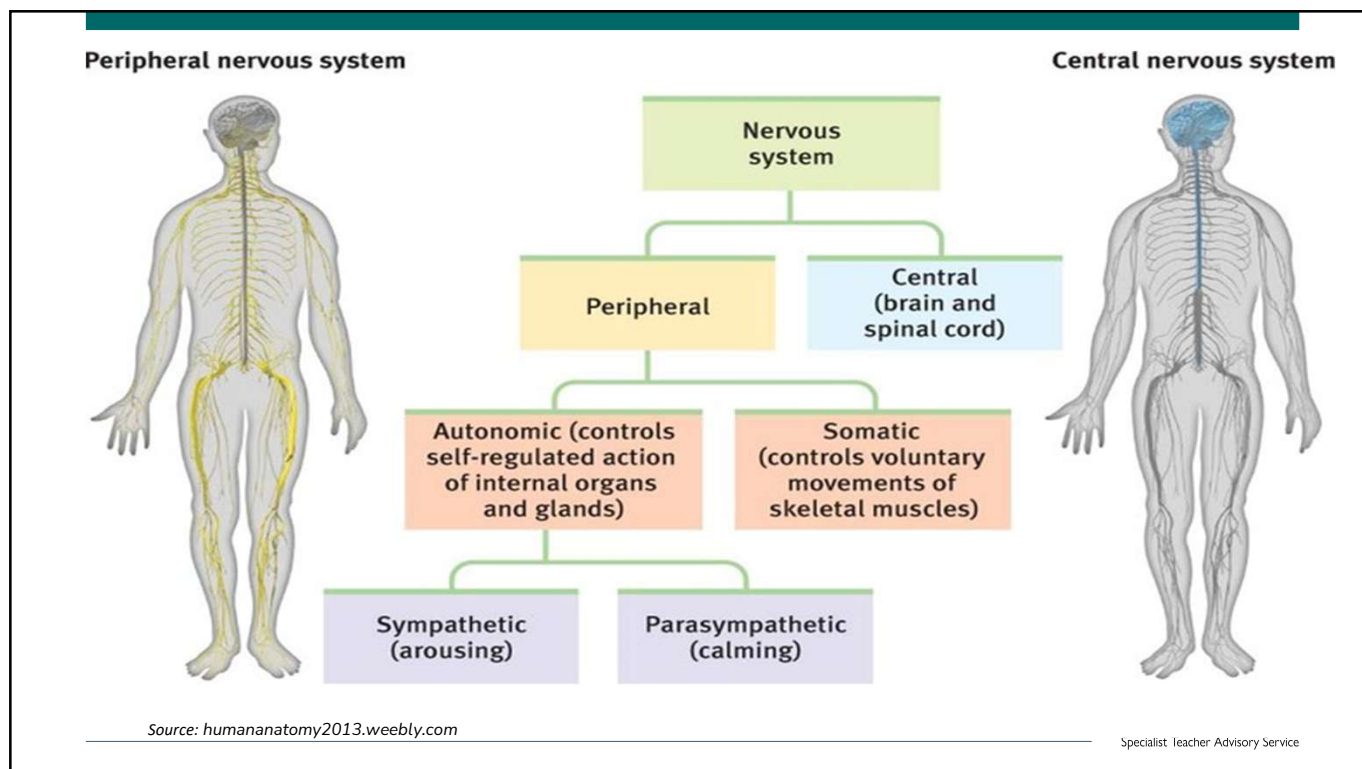 Peripheral nervous system
Central nervous system
Nervous
system
Peripheral
Central
(brain and
spinal cord)
Autonomic (controls
self-regulated action
of internal organs
and glands)
Somatic
(controls voluntary
movements of
skeletal muscles)
Sympathetic
(arousing)
Parasympathetic
(calming)
Source: humananatomy2013.weebly.com
Specialist Teacher Advisory Service